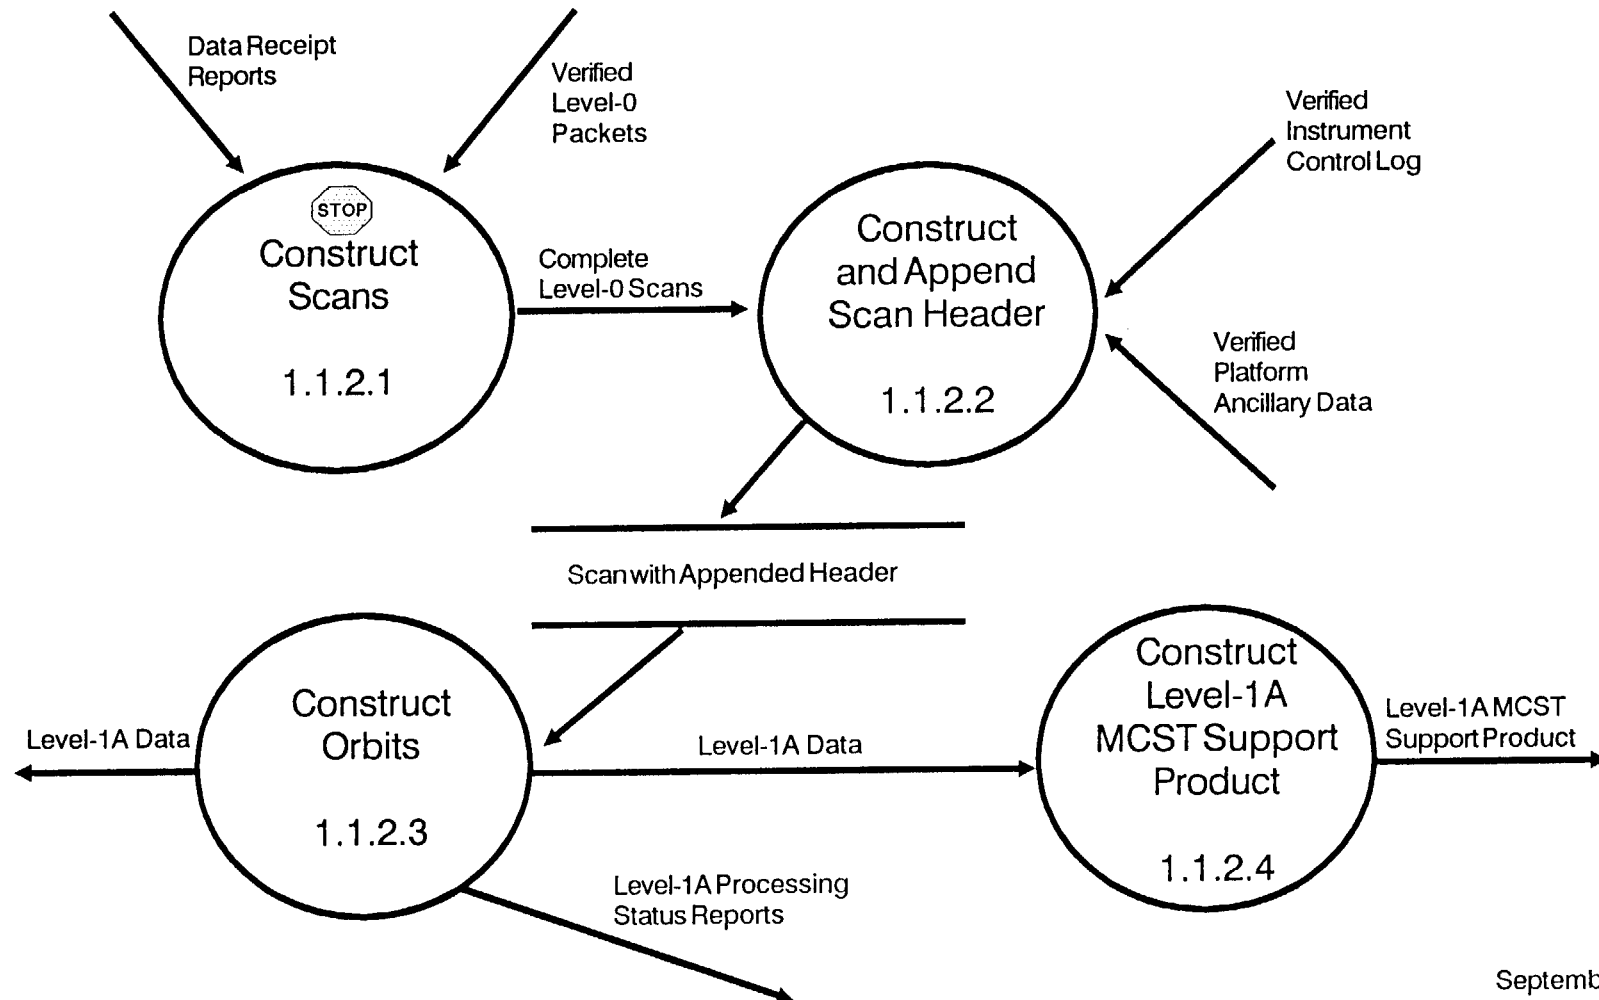 Data Receipt
Reports
Verified
Level-0
Packets
Verified
Instrument
Control Log
STOP
Construct
Scans
1.1.2.1
Complete
Level-0 Scans
Construct
and Append
Scan Header
1.1.2.2
Verified
Platform
Ancillary Data
Scan with Appended Header
Level-1A Data
Construct
Orbits
1.1.2.3
Level-1A Data
Construct
Level-1A
MCST Support
Product
1.1.2.4
Level-1A MCST
Support Product
Level-1A Processing
Status Reports
Septemb